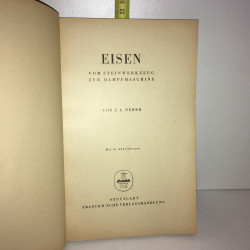 EISEN
VOM STEINWERKZEUG
ZUR DAMPFMASCHINE
VON F. L. NEHER
STUTTGART
FRANCKH'SCHE VERLAGSHANDLUNG